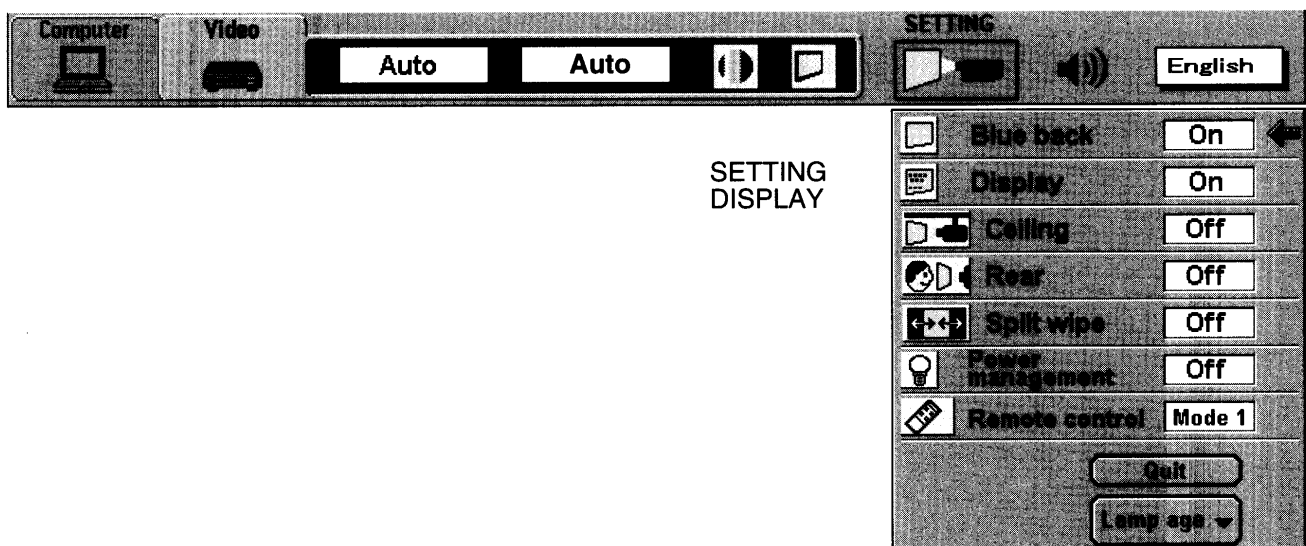 Computer Video SETTING
Auto Auto English
Blue back On
SETTING
DISPLAY
Display On
Ceiling Off
Rear Off
Split wipe Off
Power
management Off
Remote control Mode 1
Quit
Lamp age